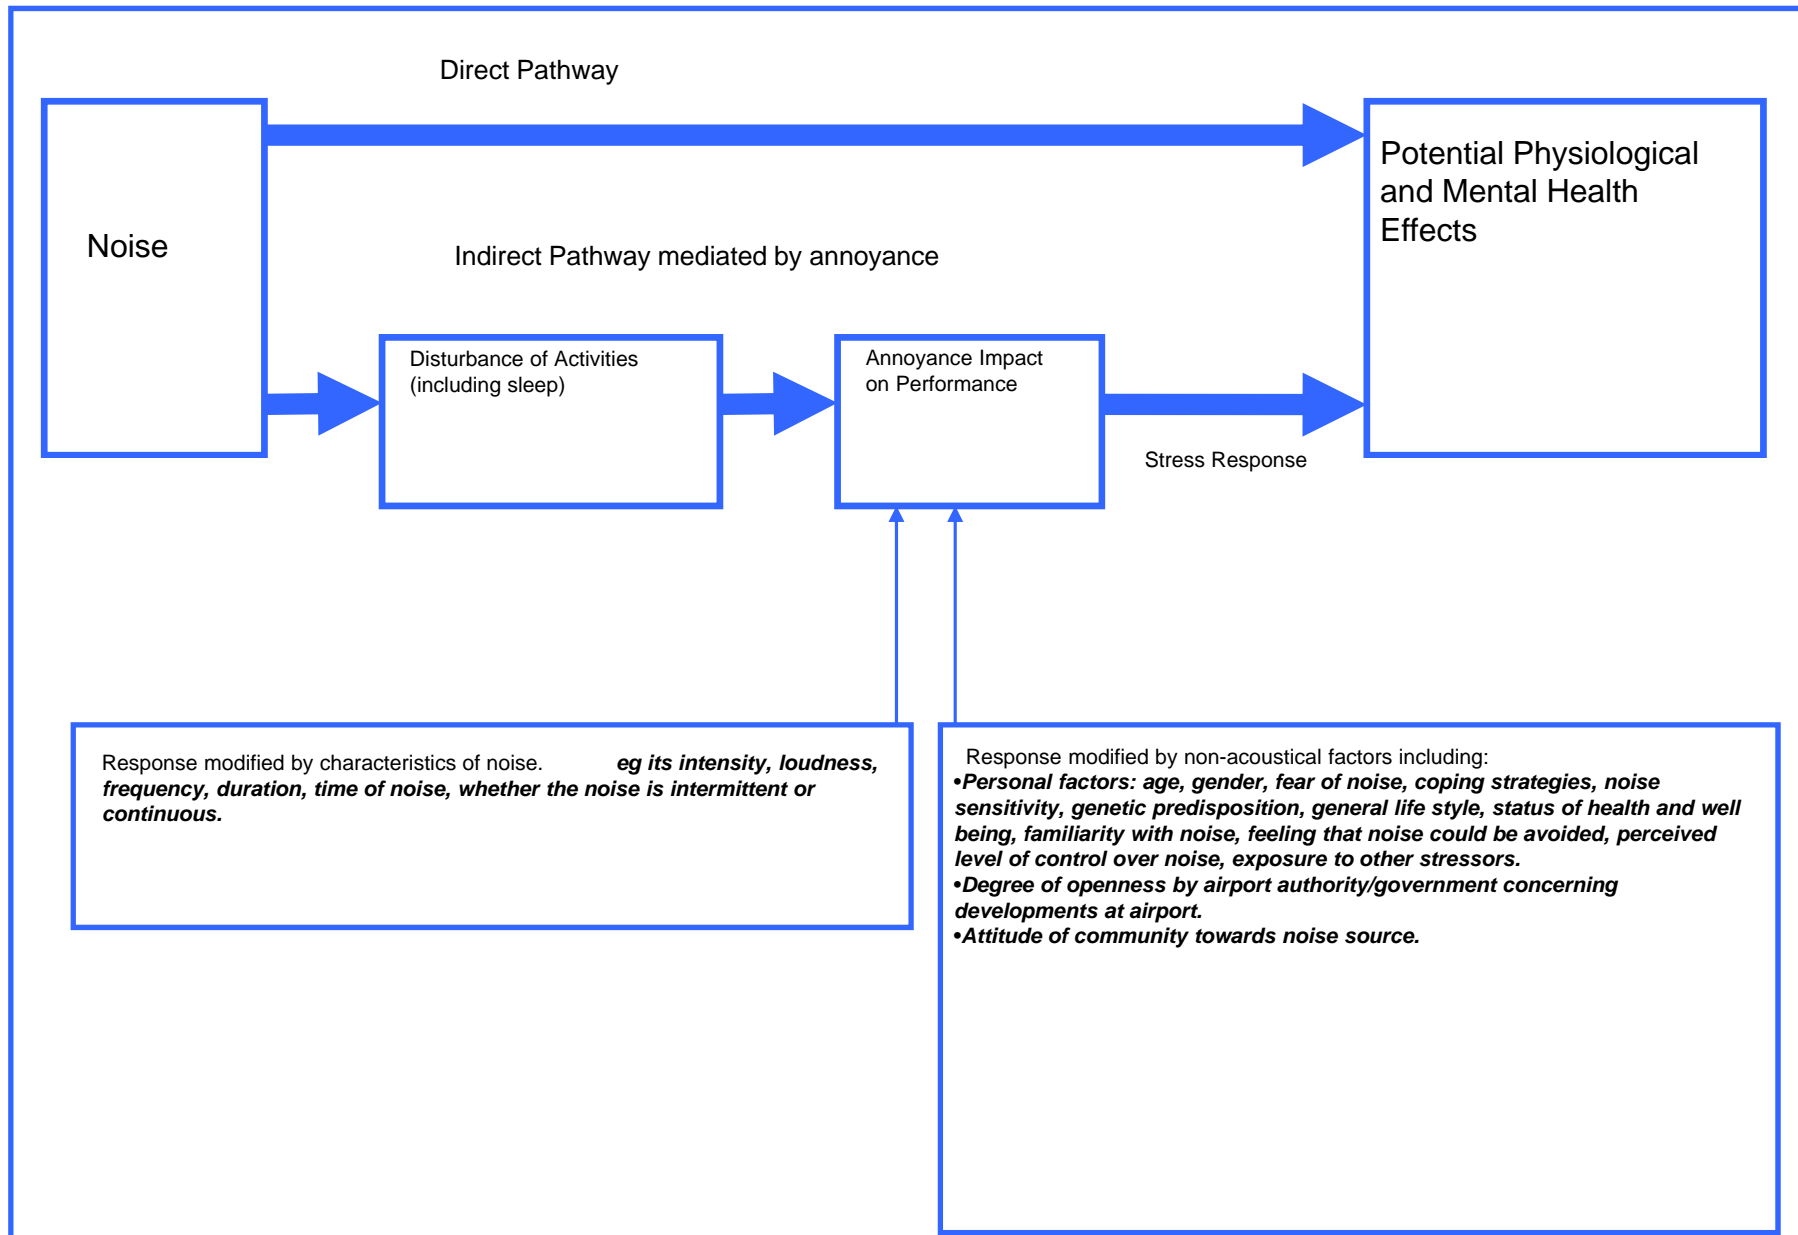 Direct Pathway
Noise
Potential Physiological
and Mental Health
Effects
Indirect Pathway mediated by annoyance
Disturbance of Activities
(including sleep)
Annoyance Impact
on Performance
Stress Response
Response modified by characteristics of noise. eg its intensity, loudness,
frequency, duration, time of noise, whether the noise is intermittent or
continuous.
Response modified by non-acoustical factors including:
•Personal factors: age, gender, fear of noise, coping strategies, noise
sensitivity, genetic predisposition, general life style, status of health and well
being, familiarity with noise, feeling that noise could be avoided, perceived
level of control over noise, exposure to other stressors.
•Degree of openness by airport authority/government concerning
developments at airport.
•Attitude of community towards noise source.